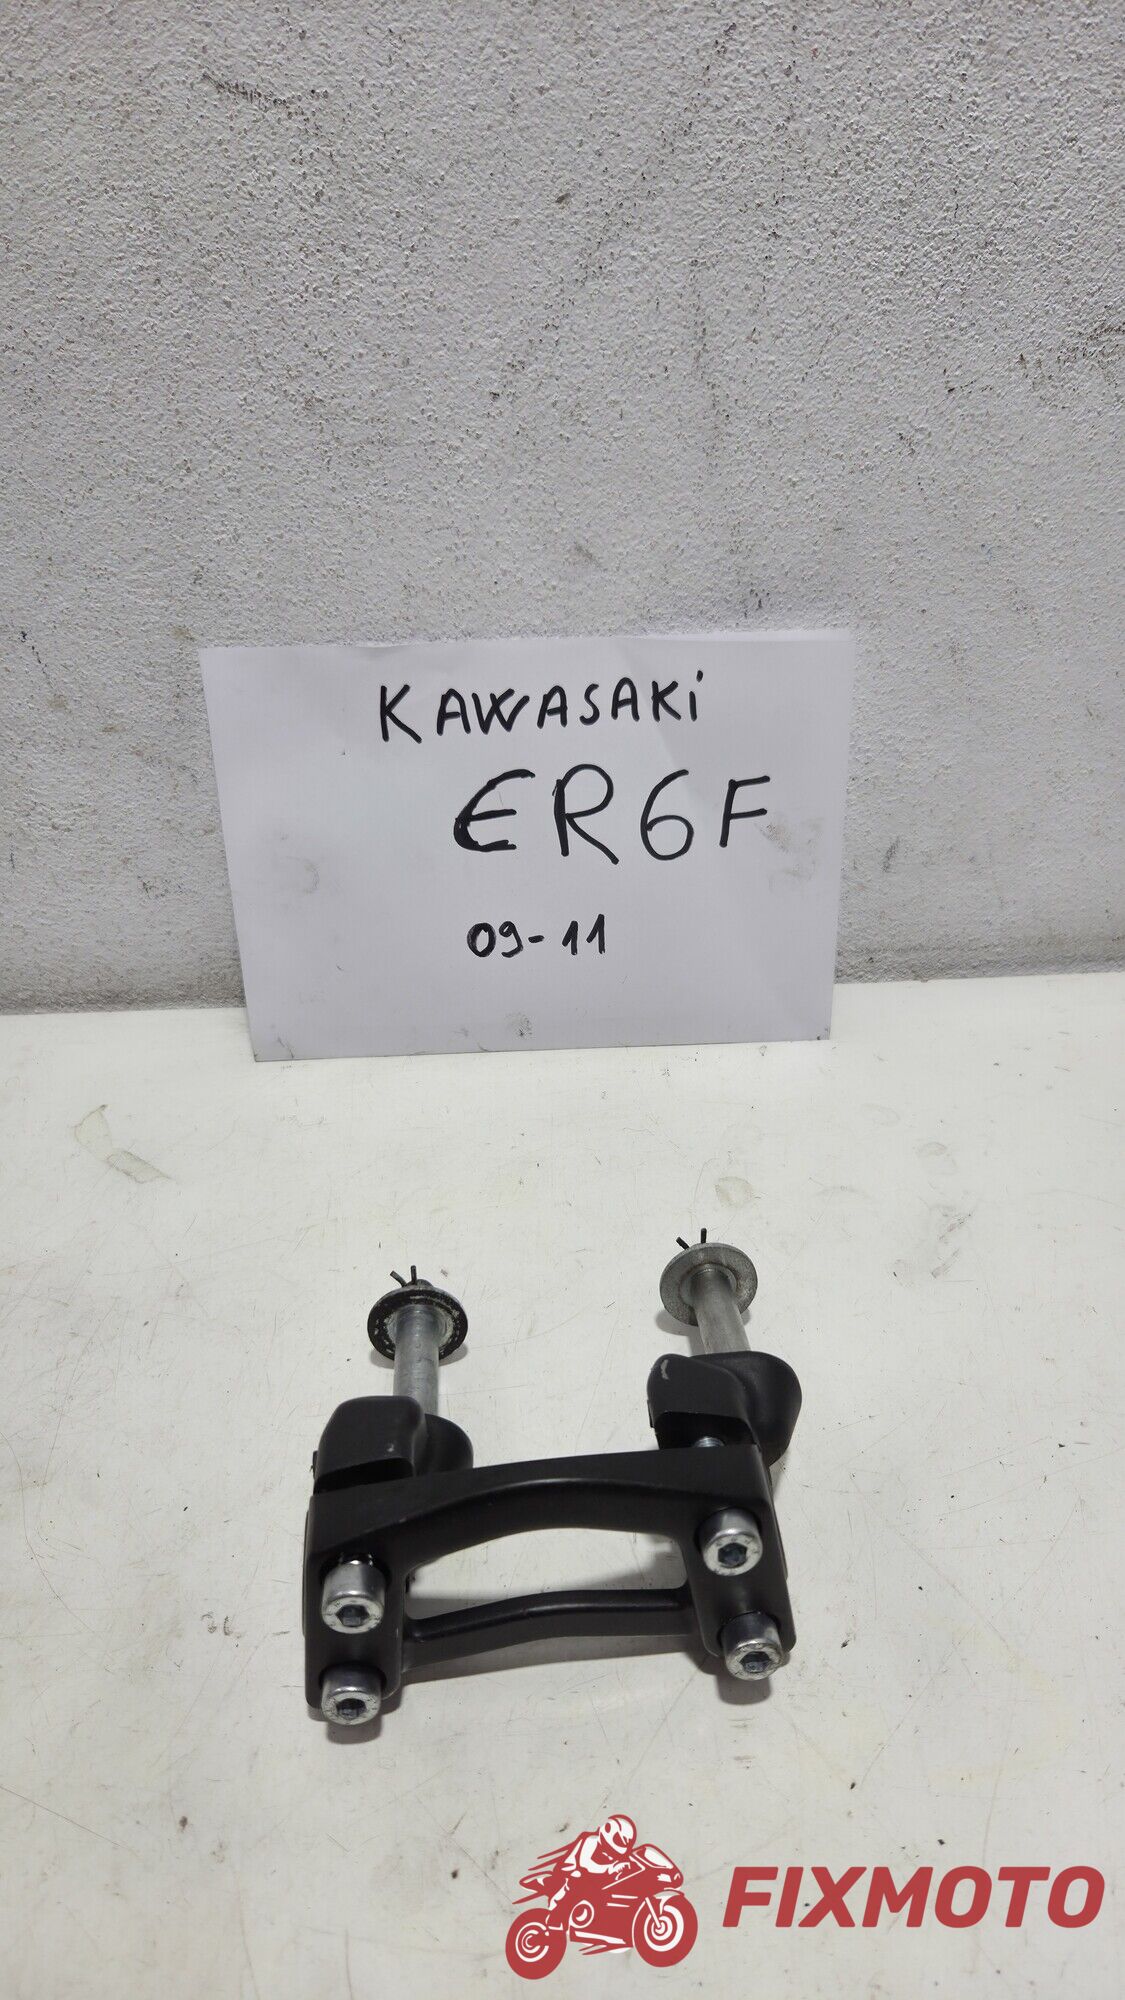 KAWASAKi
ER6F
09-11
FIXMOTO